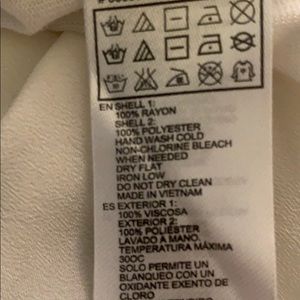 EN SHELL 1:
100% RAYON
SHELL 2:
100% POLYESTER
HAND WASH COLD
NON-CHLORINE BLEACH
WHEN NEEDED
DRY FLAT
IRON LOW
DO NOT DRY CLEAN
MADE IN VIETNAM
ES EXTERIOR 1:
100% VISCOSA
EXTERIOR 2:
100% POLIÉSTER
LAVADO A MANO,
TEMPERATURA MÁXIMA
30OC
SOLO PERMITE UN
BLANQUEO CON UN
OXIDANTE EXENTO DE
CLORO